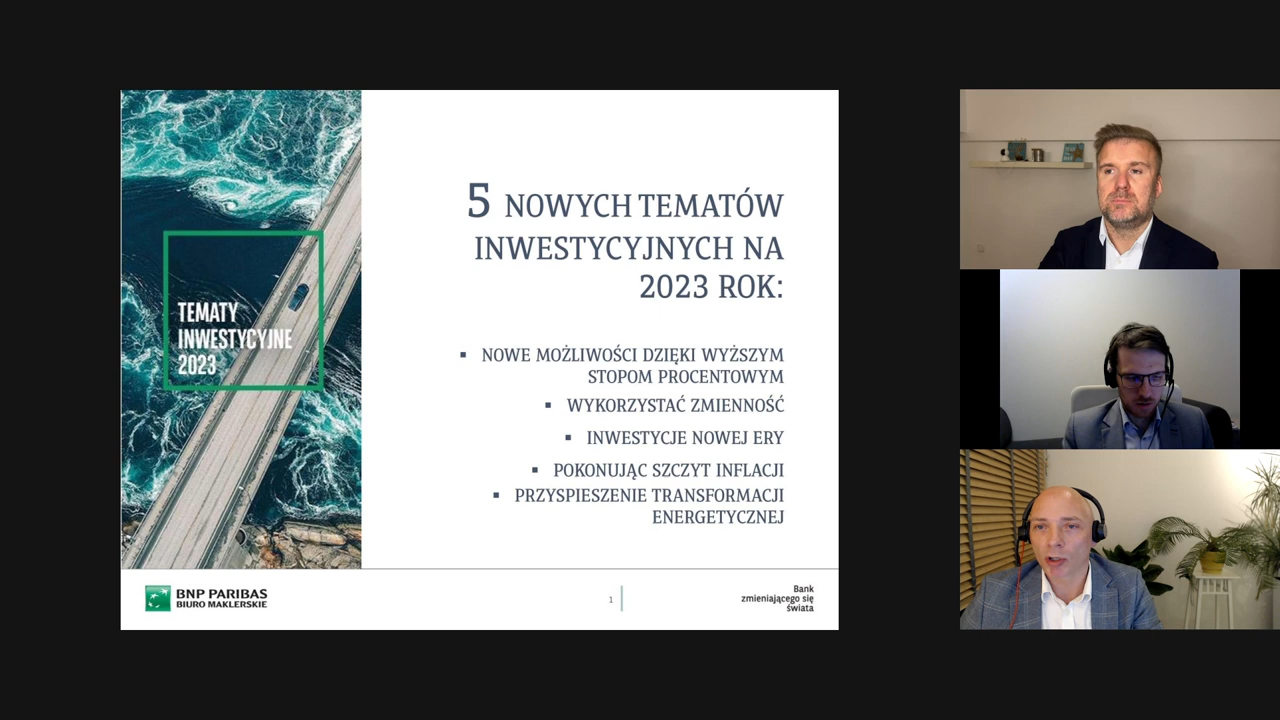 TEMATY
INWESTYCYJNE
2023
5 NOWYCH TEMATÓW
INWESTYCYJNYCH NA
2023 ROK:
▪ NOWE MOŻLIWOŚCI DZIĘKI WYŻSZYM
STOPOM PROCENTOWYM
▪ WYKORZYSTAĆ ZMIENNOŚĆ
▪ INWESTYCJE NOWEJ ERY
▪ POKONUJĄC SZCZYT INFLACJI
▪ PRZYSPIESZENIE TRANSFORMACJI
ENERGETYCZNEJ
BNP PARIBAS
BIURO MAKLERSKIE
1
Bank
zmieniającego się
świata